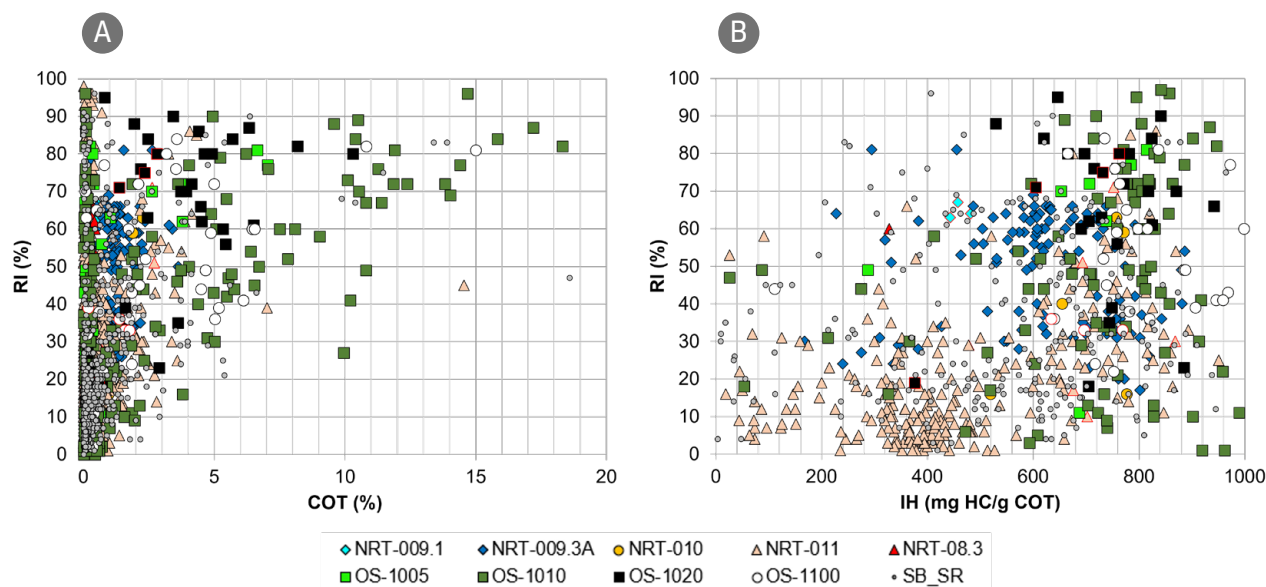 A
B
RI (%)
100
90
80
70
60
50
40
30
20
10
0
0 5 10 15 20
COT (%)
RI (%)
100
90
80
70
60
50
40
30
20
10
0
0 200 400 600 800 1000
IH (mg HC/g COT)
NRT-009.1 NRT-009.3A NRT-010 NRT-011 NRT-08.3
OS-1005 OS-1010 OS-1020 OS-1100 SB_SR